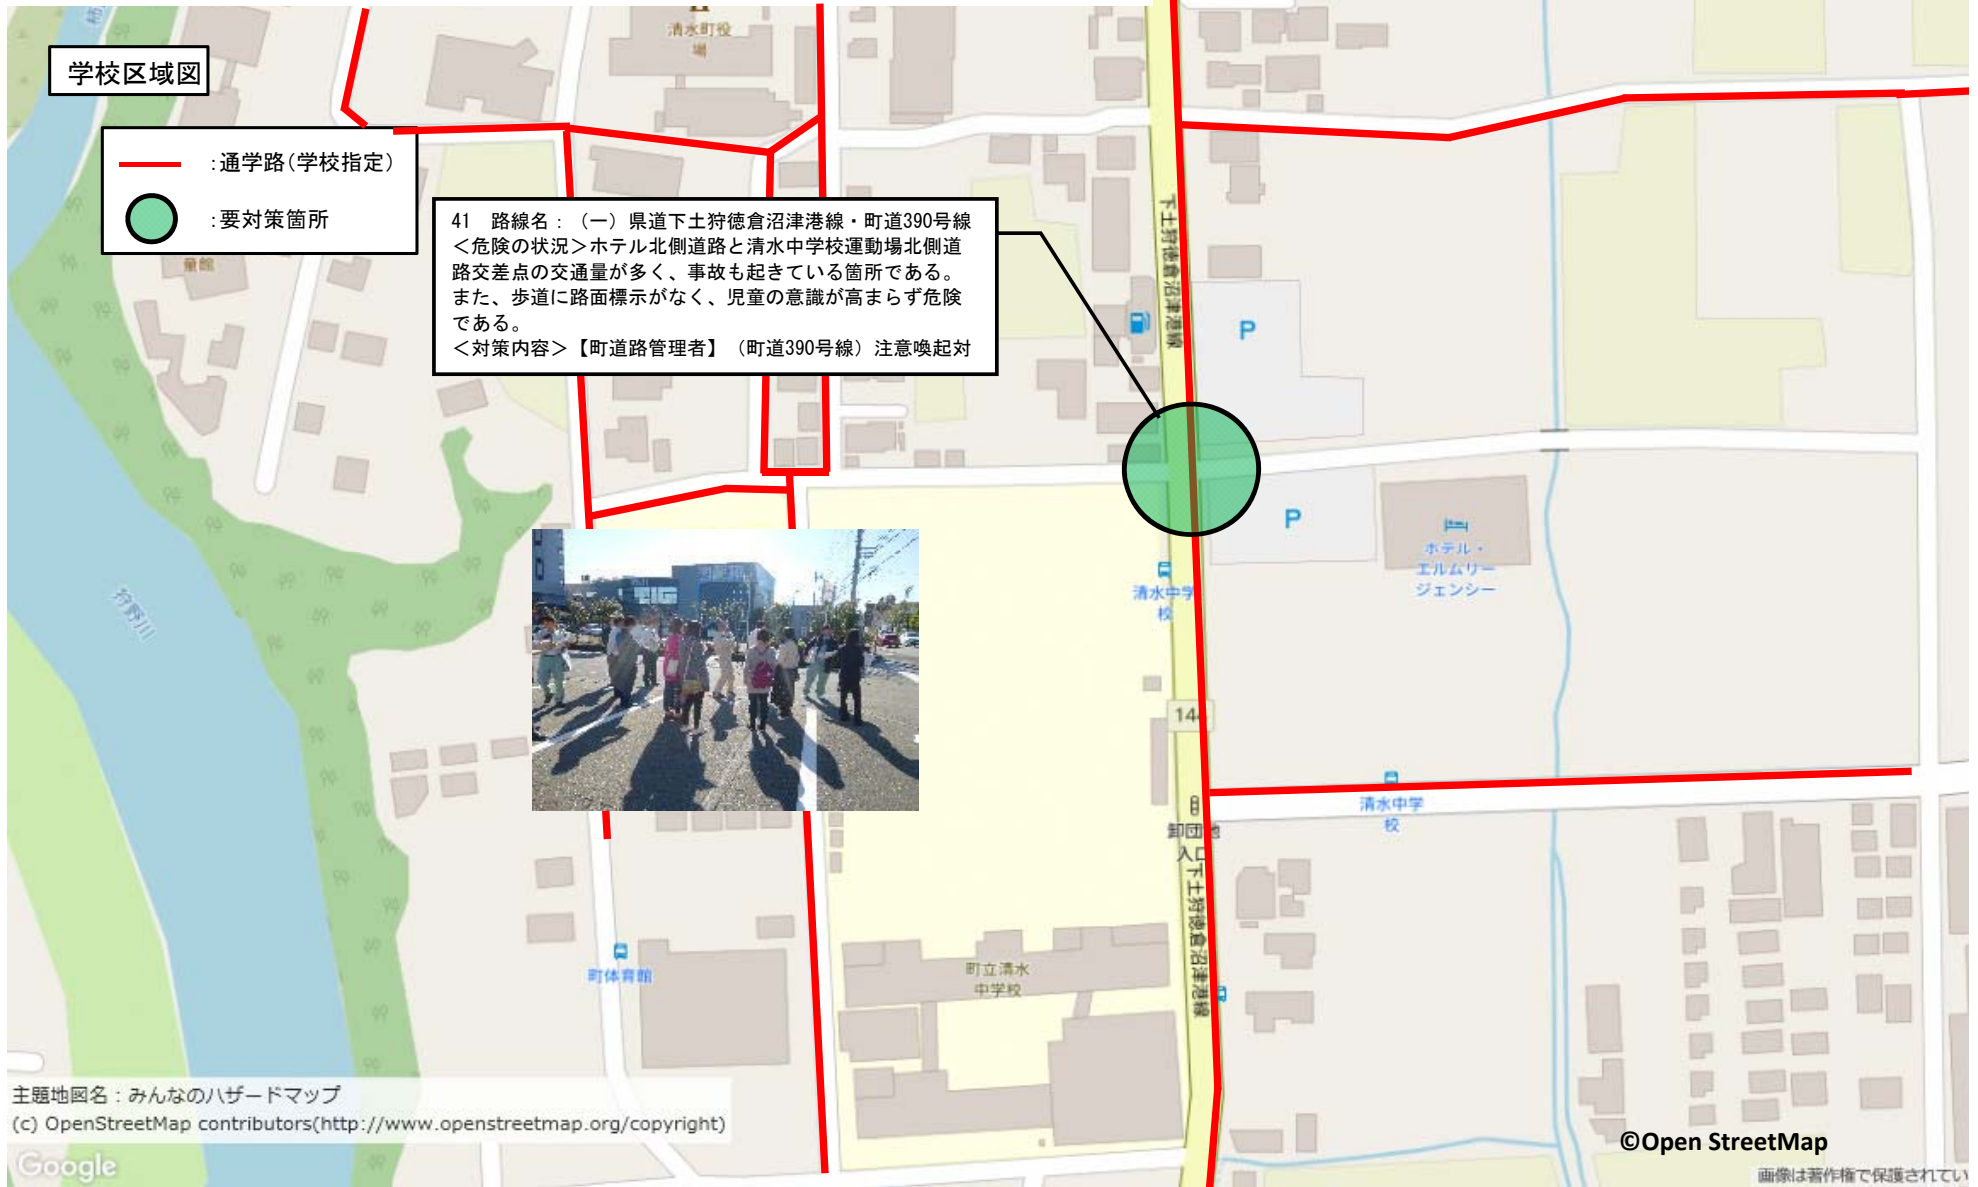 清水町役
場
学校区域図
:通学路(学校指定)
:要対策箇所
童館
41　路線名：（一）県道下土狩徳倉沼津港線・町道390号線
＜危険の状況＞ホテル北側道路と清水中学校運動場北側道
路交差点の交通量が多く、事故も起きている箇所である。
また、歩道に路面標示がなく、児童の意識が高まらず危険
である。
＜対策内容＞【町道路管理者】（町道390号線）注意喚起対
下土狩徳倉沼津港線
P
P
ホテル・
エルムリー
ジェンシー
狩野川
清水中学
校
144
清水中学
校
卸団地
入口
下土狩徳倉沼津港線
町体育館
町立清水
中学校
主題地図名：みんなのハザードマップ
(c) OpenStreetMap contributors(http://www.openstreetmap.org/copyright)
Google
©Open StreetMap
画像は著作権で保護されてい